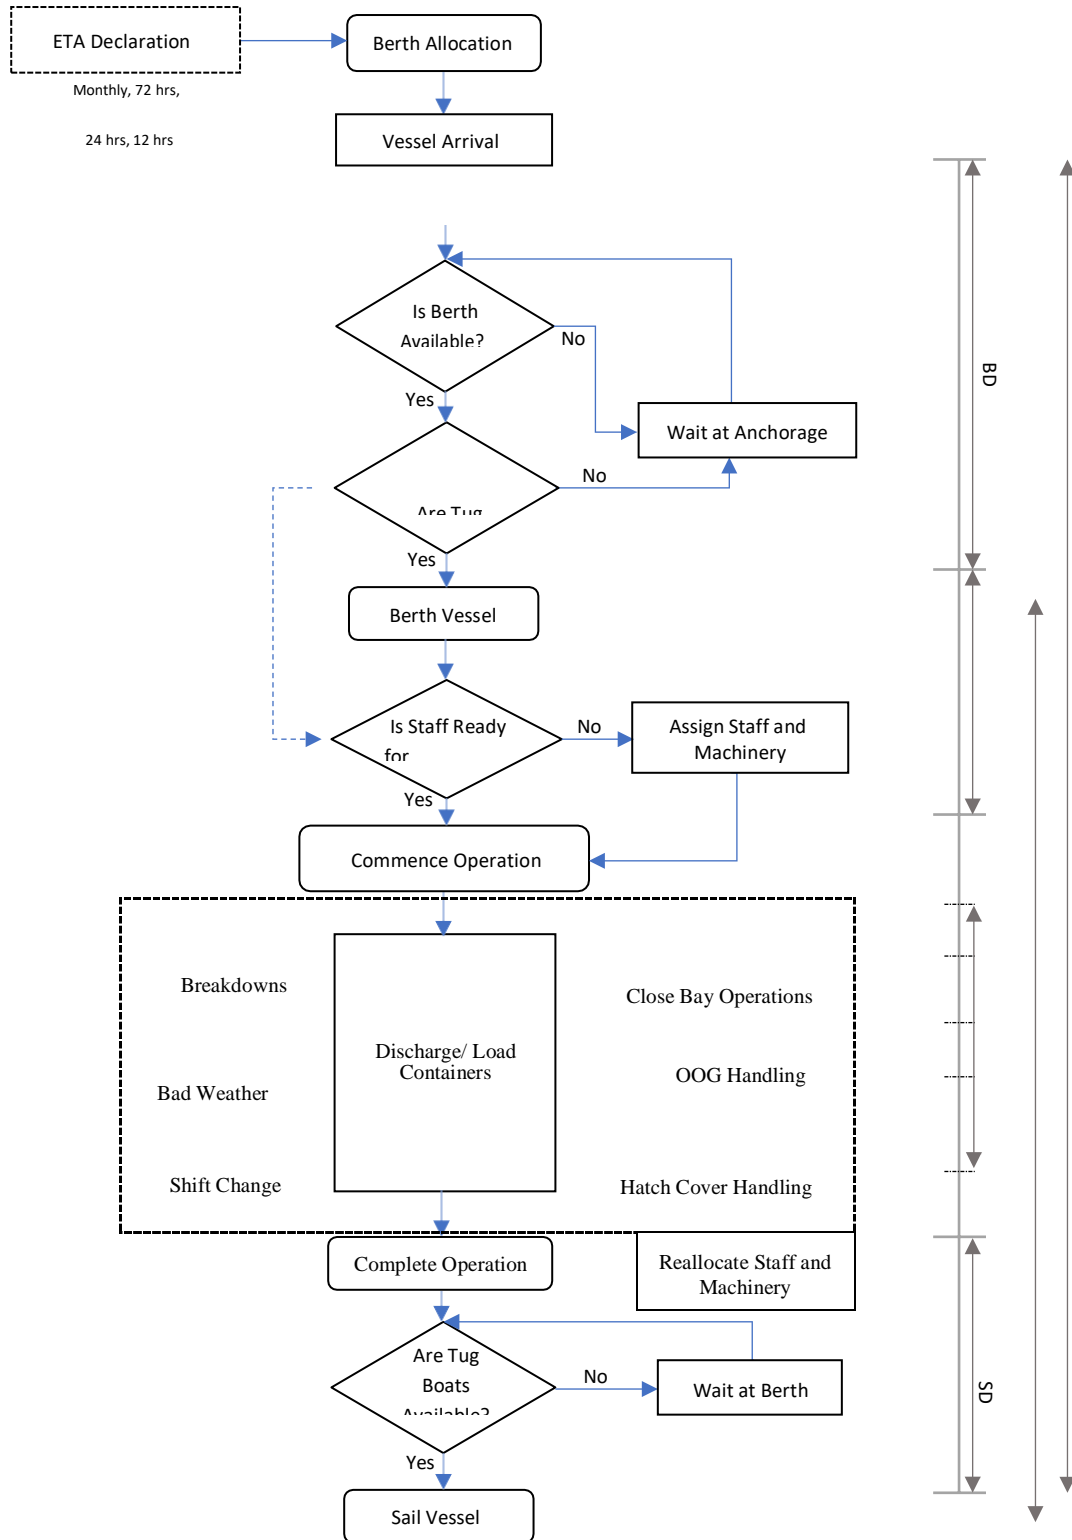 ETA Declaration
Berth Allocation
Monthly, 72 hrs,
24 hrs, 12 hrs
Vessel Arrival
Is Berth
Available?
No
Yes
BD
Wait at Anchorage
No
Are Tug
Yes
Berth Vessel
Is Staff Ready
for
No
Assign Staff and
Machinery
Yes
Commence Operation
Breakdowns
Close Bay Operations
Discharge/ Load
Containers
OOG Handling
Bad Weather
Shift Change
Hatch Cover Handling
Complete Operation
Reallocate Staff and
Machinery
Are Tug
Boats
Available?
No
Wait at Berth
SD
Yes
Sail Vessel